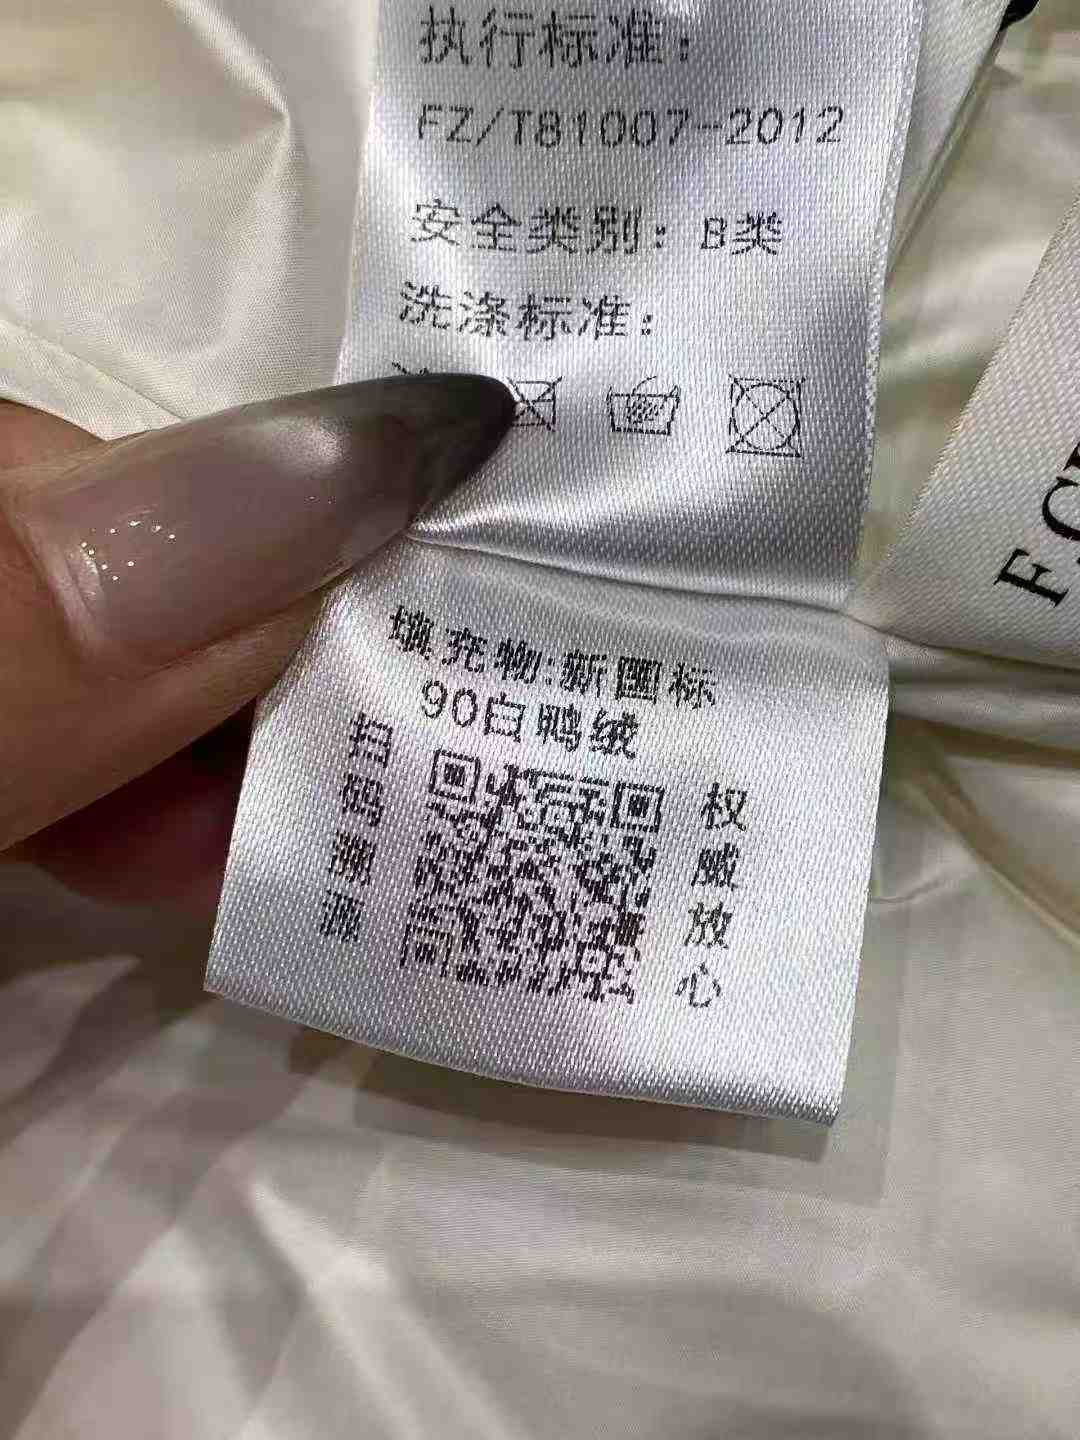 执行标准：
FZ/T81007-2012
安全类别：B类
洗涤标准：
填充物:新国标
90白鸭绒
扫码溯源
权威放心